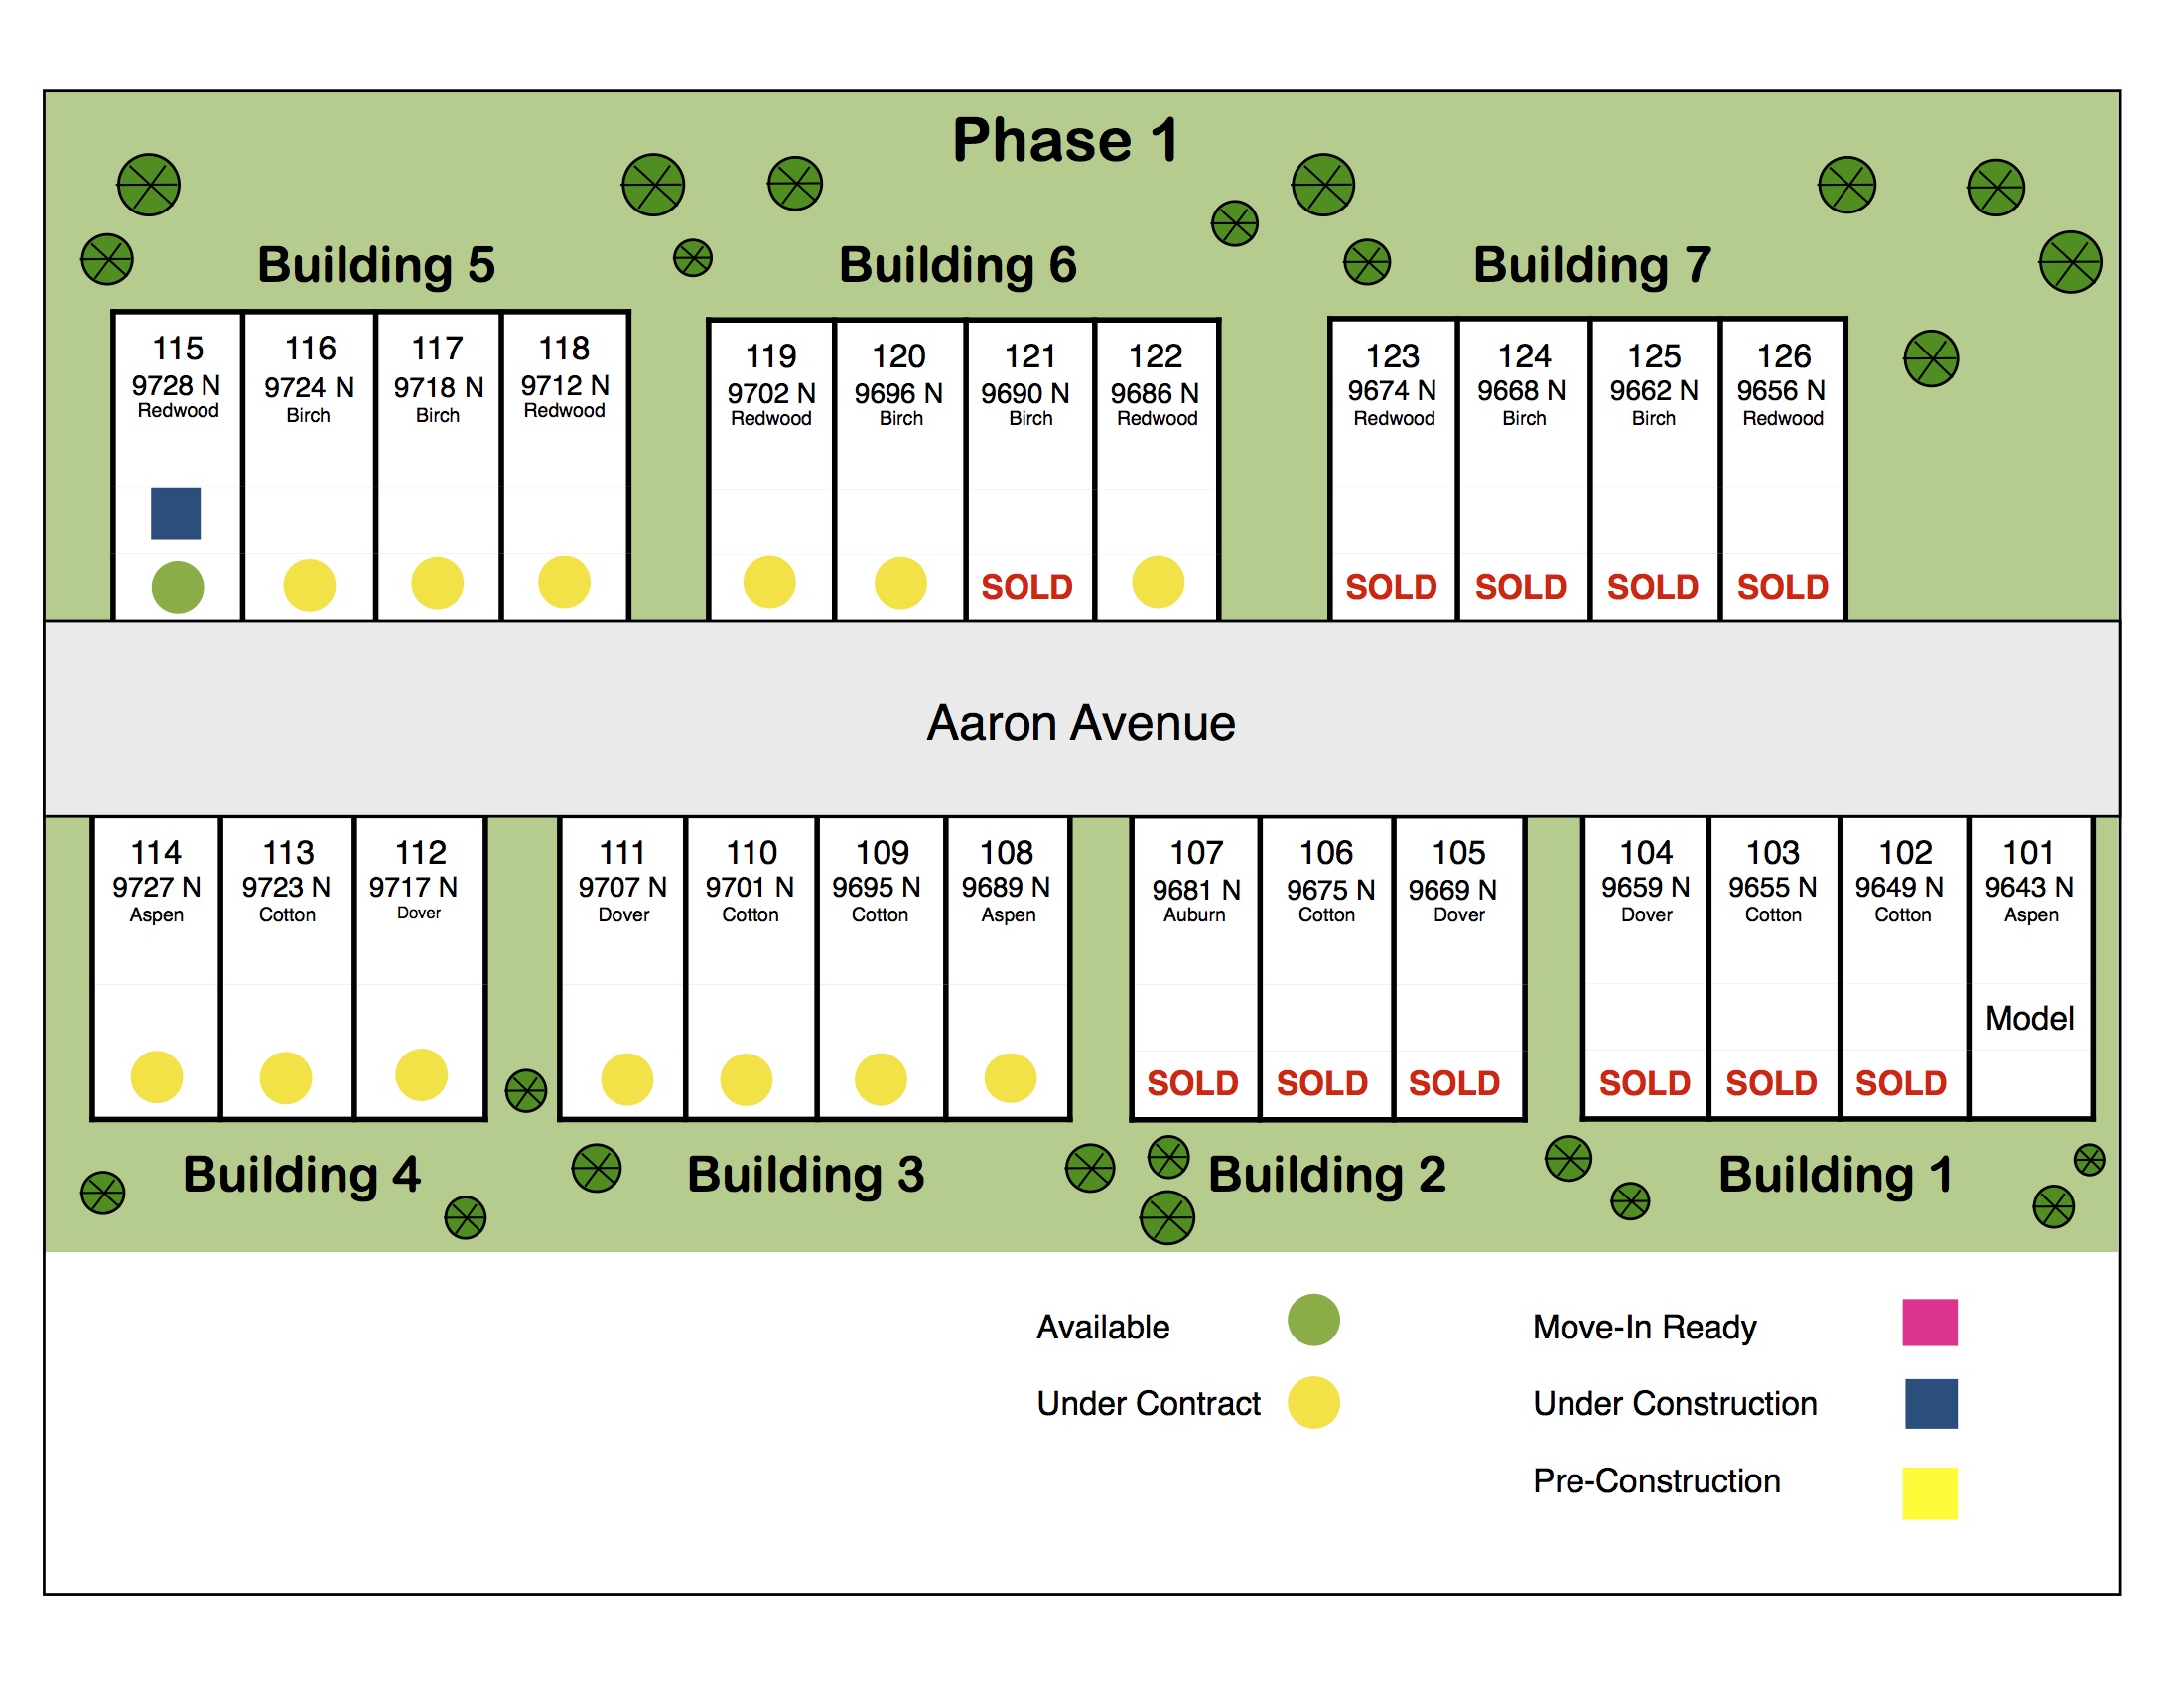 Phase 1
Building 5
Building 6
Building 7
115
9728 N
Redwood
116
9724 N
Birch
117
9718 N
Birch
118
9712 N
Redwood
119
9702 N
Redwood
120
9696 N
Birch
121
9690 N
Birch
SOLD
122
9686 N
Redwood
123
9674 N
Redwood
SOLD
124
9668 N
Birch
SOLD
125
9662 N
Birch
SOLD
126
9656 N
Redwood
SOLD
Aaron Avenue
114
9727 N
Aspen
113
9723 N
Cotton
112
9717 N
Dover
111
9707 N
Dover
110
9701 N
Cotton
109
9695 N
Cotton
108
9689 N
Aspen
107
9681 N
Auburn
SOLD
106
9675 N
Cotton
SOLD
105
9669 N
Dover
SOLD
104
9659 N
Dover
SOLD
103
9655 N
Cotton
SOLD
102
9649 N
Cotton
SOLD
101
9643 N
Aspen
Model
Building 4
Building 3
Building 2
Building 1
Available
Under Contract
Move-In Ready
Under Construction
Pre-Construction